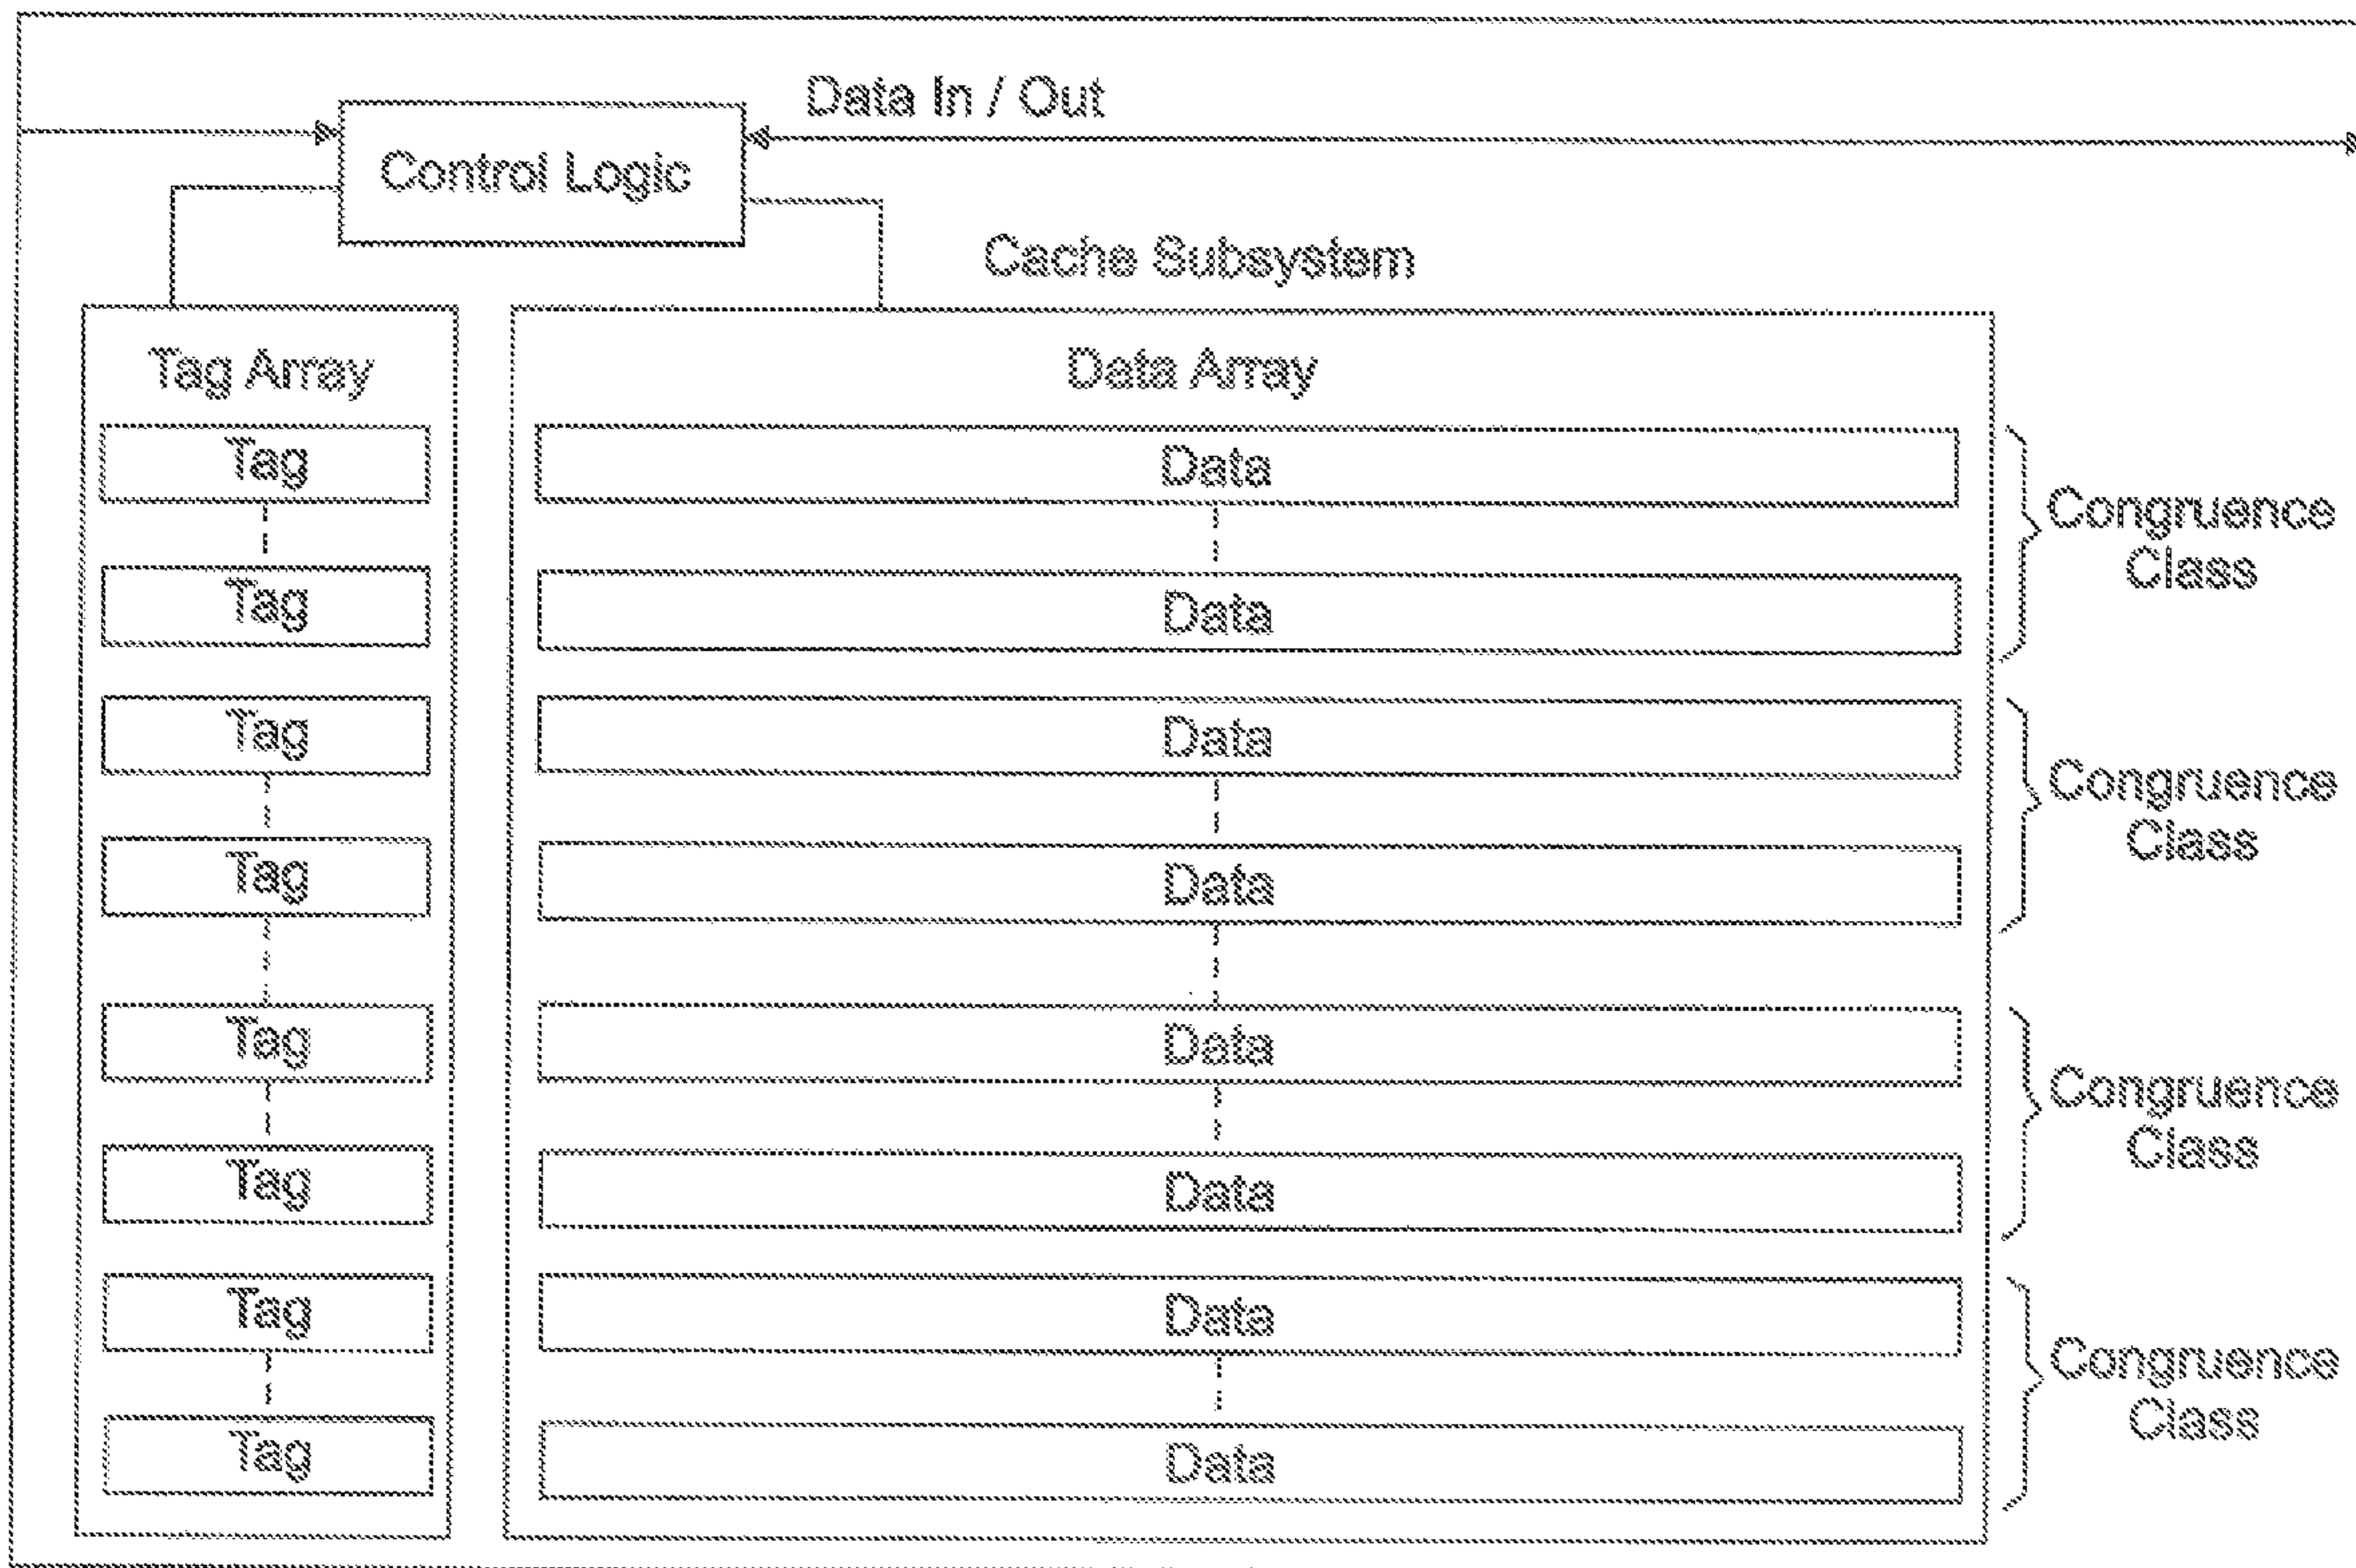 Data In / Out
Control Logic
Cache Subsystem
Tag Array
Data Array
Tag
Data
Congruence
Class
Tag
Data
Tag
Data
Congruence
Class
Tag
Data
Tag
Data
Congruence
Class
Tag
Data
Tag
Data
Congruence
Class
Tag
Data